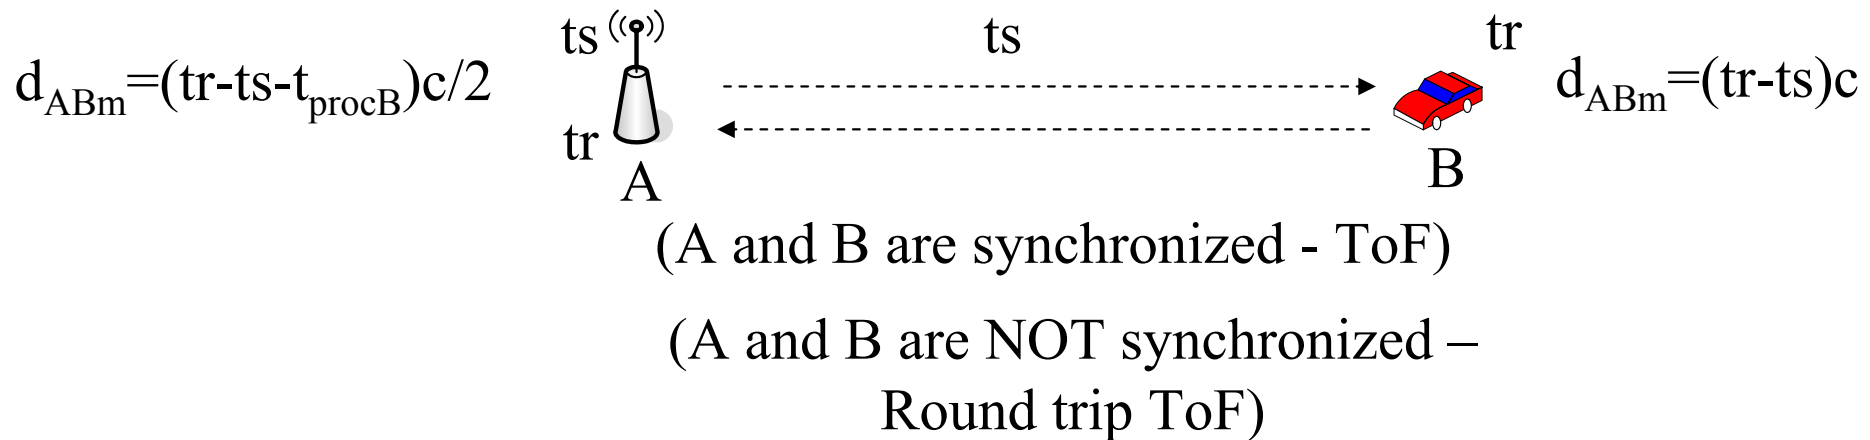 ts ts tr
d_ABm=(tr-ts-t_procB)c/2 d_ABm=(tr-ts)c
tr
A B
(A and B are synchronized - ToF)
(A and B are NOT synchronized –
Round trip ToF)